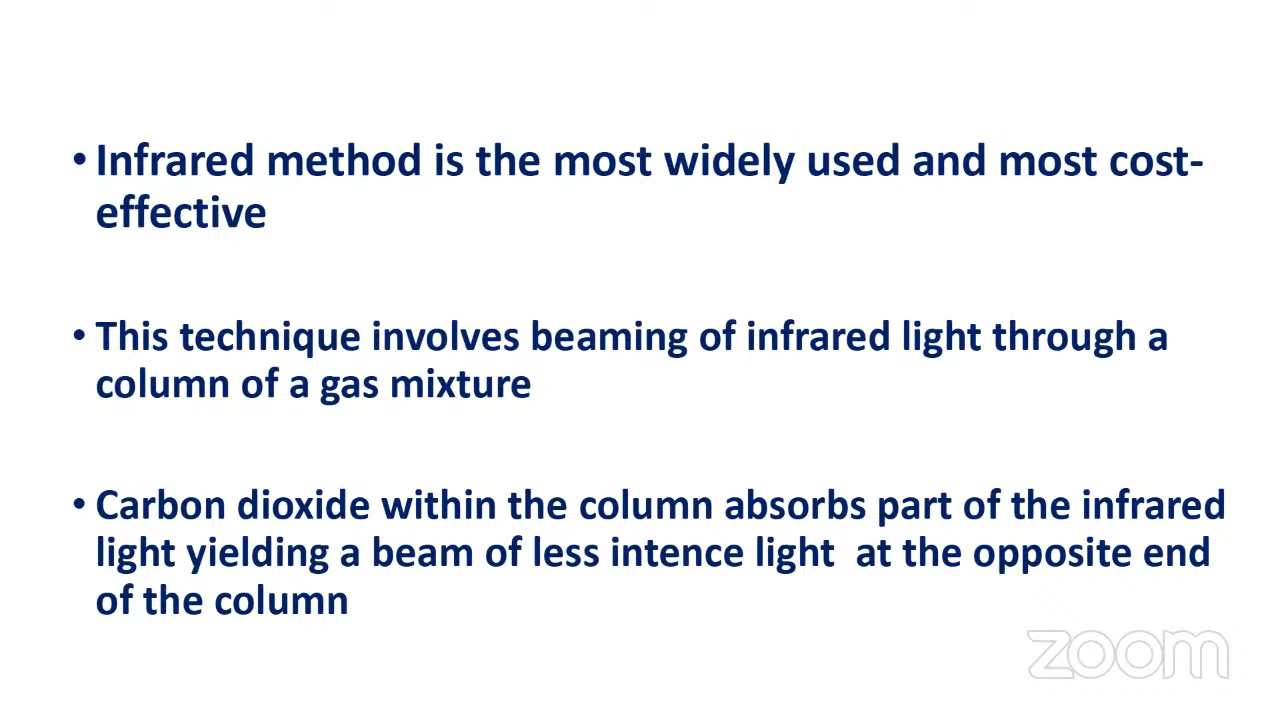 • Infrared method is the most widely used and most cost-
effective
• This technique involves beaming of infrared light through a
column of a gas mixture
• Carbon dioxide within the column absorbs part of the infrared
light yielding a beam of less intence light  at the opposite end
of the column
zoom